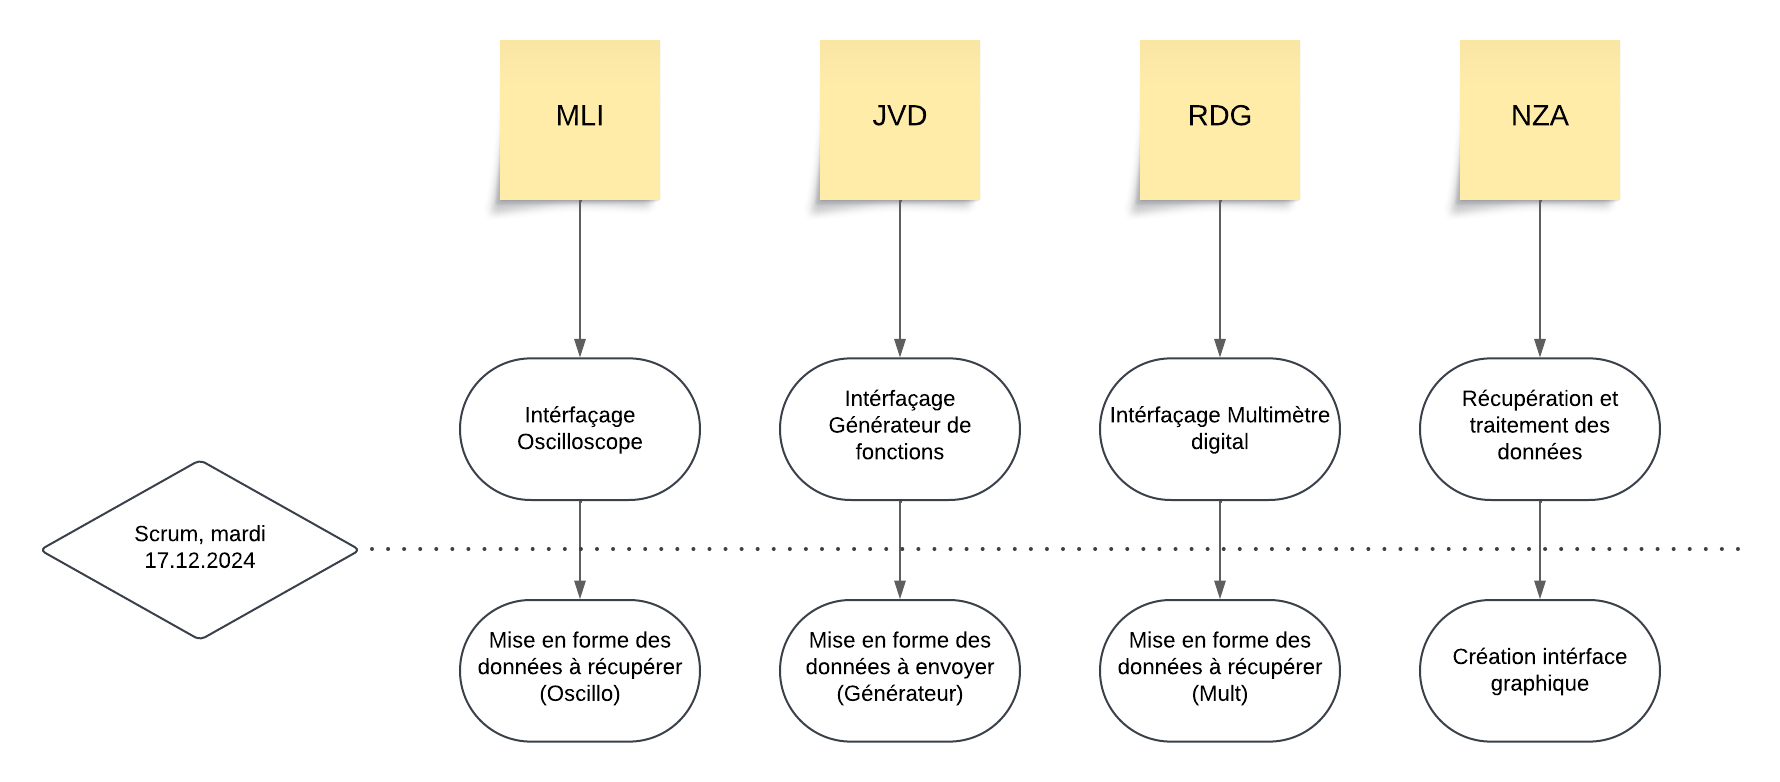 MLI
JVD
RDG
NZA
Intérfaçage
Oscilloscope
Intérfaçage
Générateur de
fonctions
Intérfaçage Multimètre
digital
Récupération et
traitement des
données
Scrum, mardi
17.12.2024
Mise en forme des
données à récupérer
(Oscillo)
Mise en forme des
données à envoyer
(Générateur)
Mise en forme des
données à récupérer
(Mult)
Création intérface
graphique